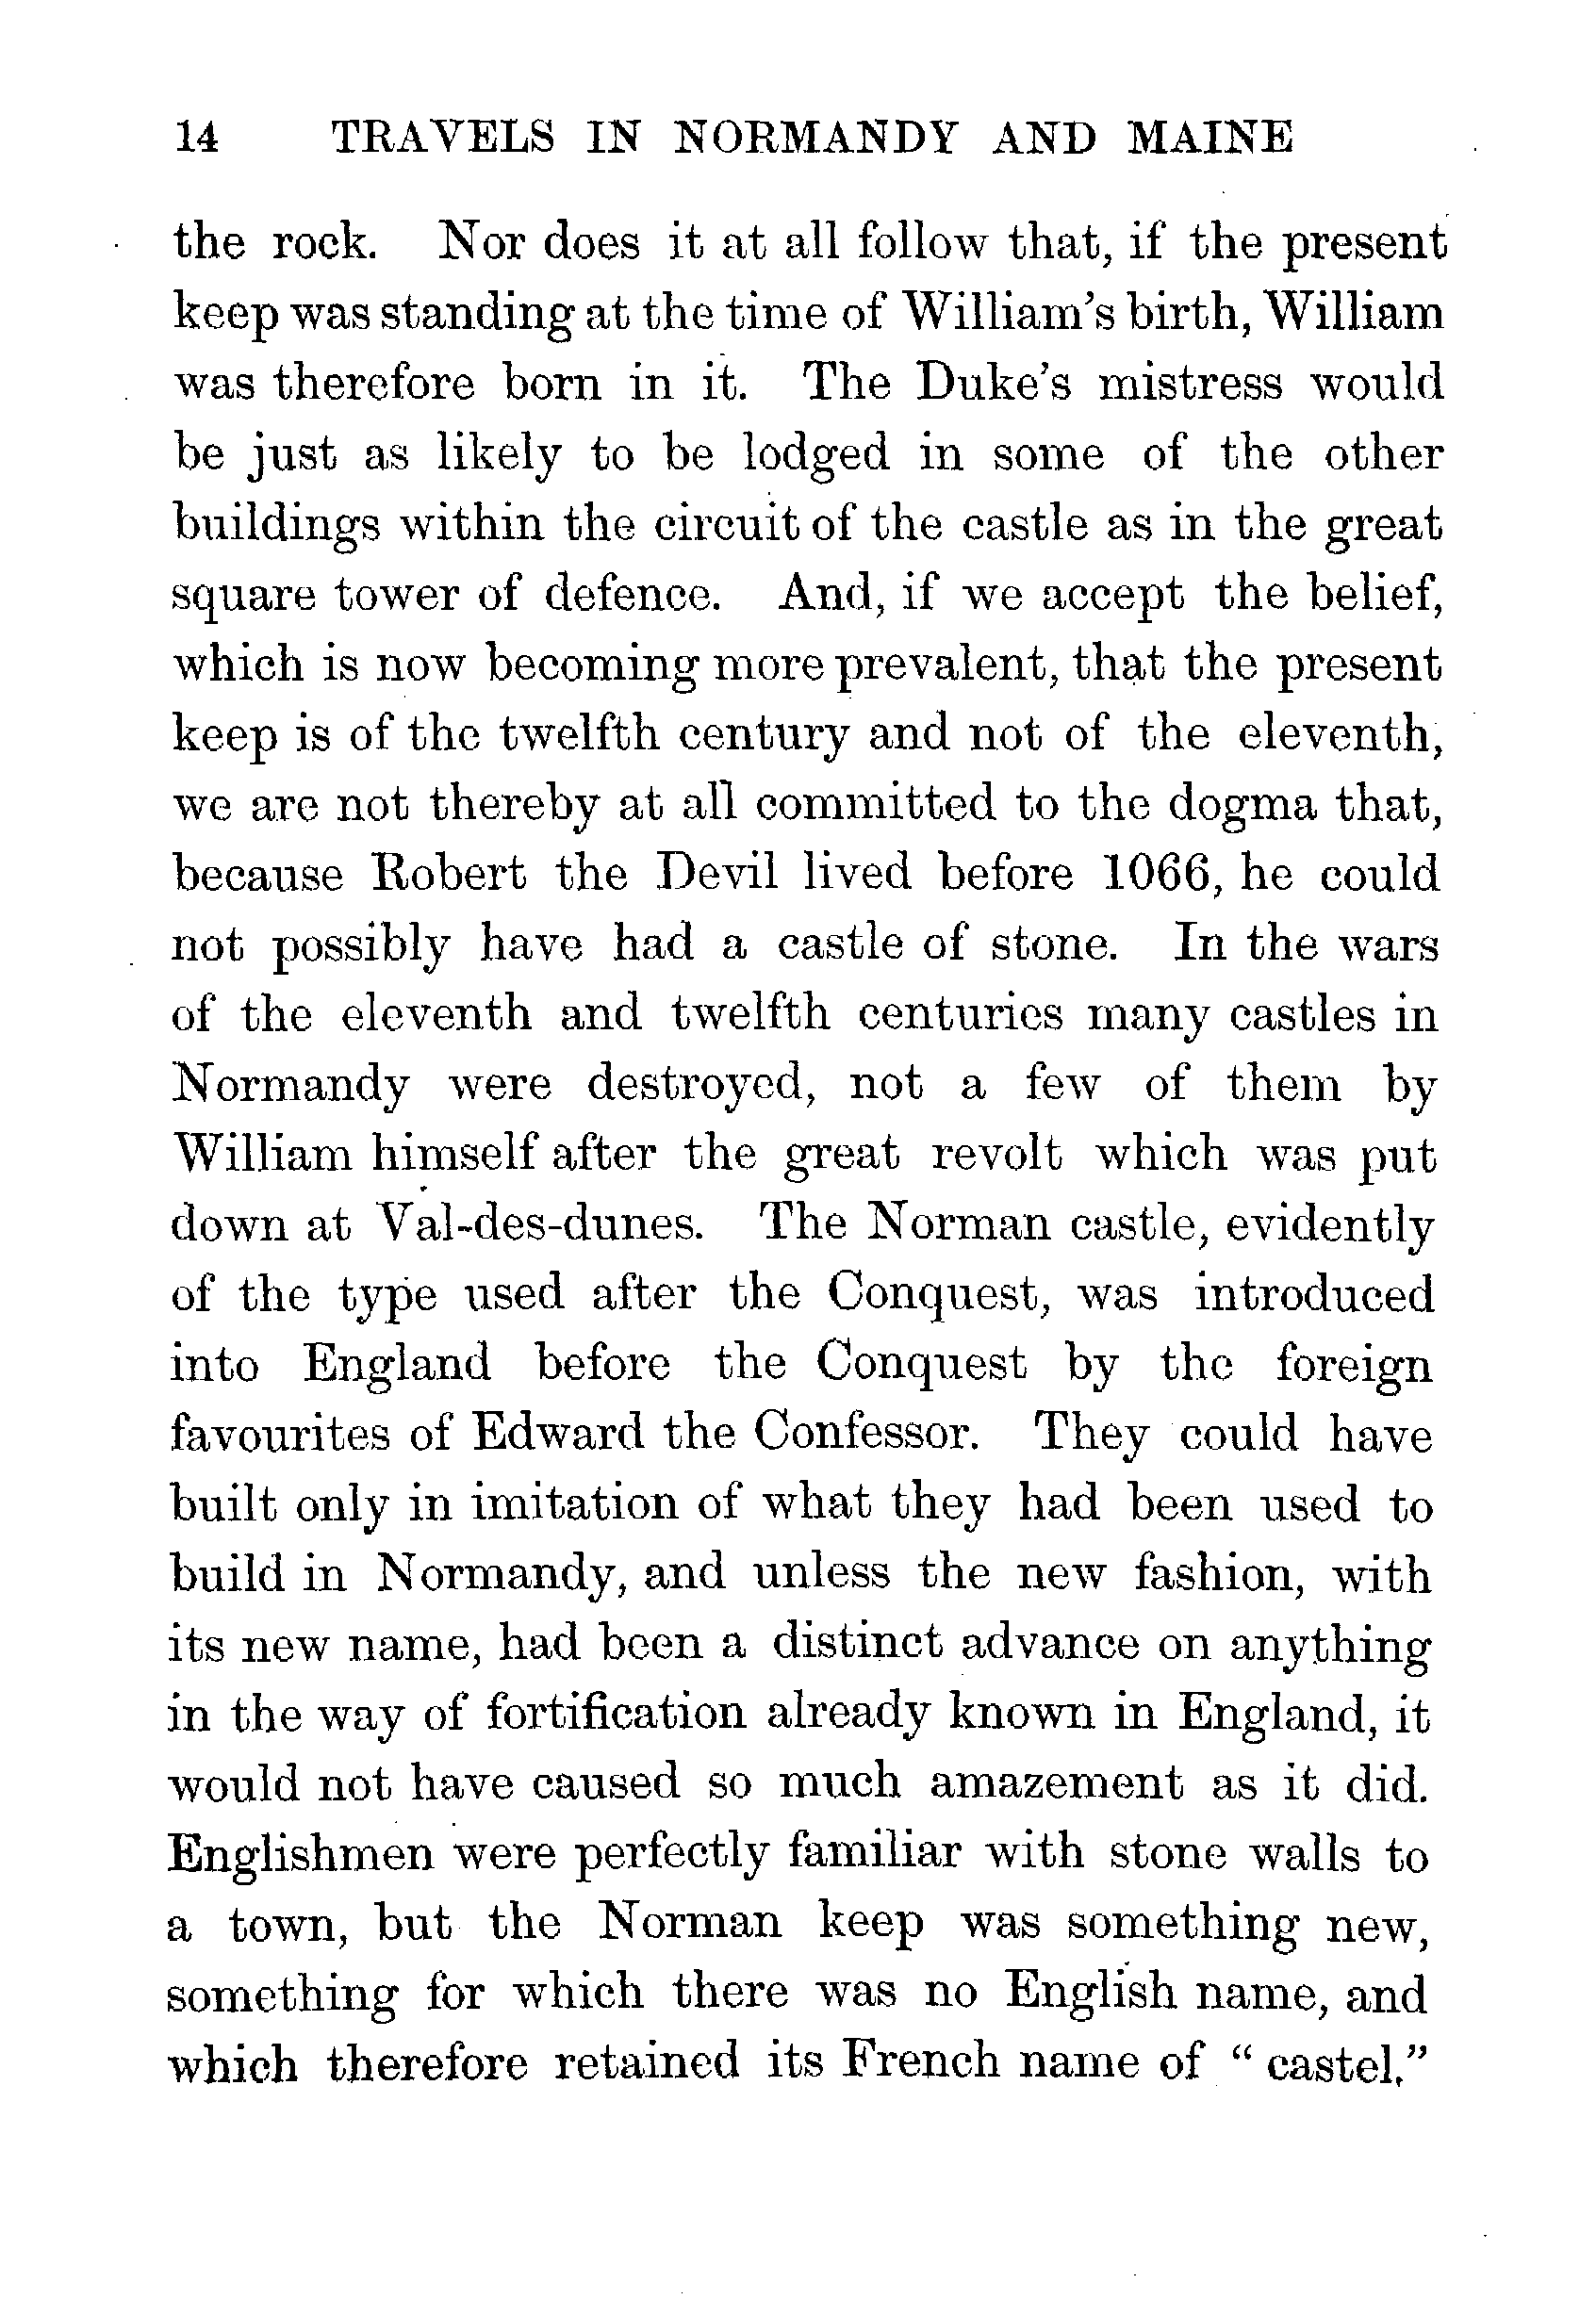 14 TRAVELS IN NORMANDY AND MAINE
the rock. Nor does it at all follow that, if the present
keep was standing at the time of William's birth, William
was therefore born in it. The Duke's mistress would
be just as likely to be lodged in some of the other
buildings within the circuit of the castle as in the great
square tower of defence. And, if we accept the belief,
which is now becoming more prevalent, that the present
keep is of the twelfth century and not of the eleventh,
we are not thereby at all committed to the dogma that,
because Robert the Devil lived before 1066, he could
not possibly have had a castle of stone. In the wars
of the eleventh and twelfth centuries many castles in
Normandy were destroyed, not a few of them by
William himself after the great revolt which was put
down at Val-des-dunes. The Norman castle, evidently
of the type used after the Conquest, was introduced
into England before the Conquest by the foreign
favourites of Edward the Confessor. They could have
built only in imitation of what they had been used to
build in Normandy, and unless the new fashion, with
its new name, had been a distinct advance on anything
in the way of fortification already known in England, it
would not have caused so much amazement as it did.
Englishmen were perfectly familiar with stone walls to
a town, but the Norman keep was something new,
something for which there was no English name, and
which therefore retained its French name of " castel."